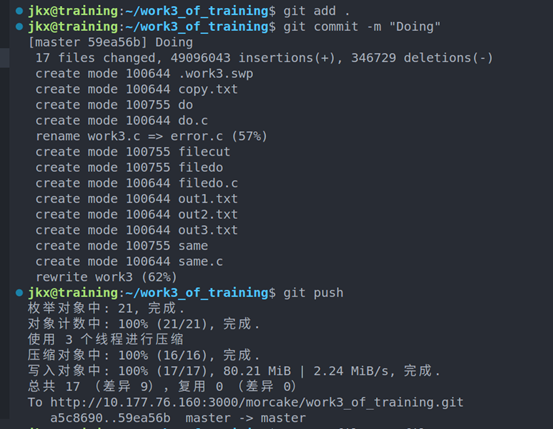 jkx@training:~/work3_of_training$ git add .
jkx@training:~/work3_of_training$ git commit -m "Doing"
[master 59ea56b] Doing
 17 files changed, 49096043 insertions(+), 346729 deletions(-)
 create mode 100644 .work3.swp
 create mode 100644 copy.txt
 create mode 100755 do
 create mode 100644 do.c
 rename work3.c => error.c (57%)
 create mode 100755 filecut
 create mode 100755 filedo
 create mode 100644 filedo.c
 create mode 100644 out1.txt
 create mode 100644 out2.txt
 create mode 100644 out3.txt
 create mode 100755 same
 create mode 100644 same.c
 rewrite work3 (62%)
jkx@training:~/work3_of_training$ git push
枚举对象中: 21, 完成.
对象计数中: 100% (21/21), 完成.
使用 3 个线程进行压缩
压缩对象中: 100% (16/16), 完成.
写入对象中: 100% (17/17), 80.21 MiB | 2.24 MiB/s, 完成.
总共 17 （差异 9），复用 0 （差异 0）
To http://10.177.76.160:3000/morcake/work3_of_training.git
   a5c8690..59ea56b  master -> master